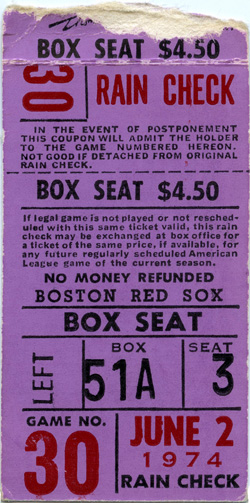 BOX SEAT $4.50
30 RAIN CHECK
IN THE EVENT OF POSTPONEMENT
THIS COUPON WILL ADMIT THE HOLDER
TO THE GAME NUMBERED HEREON.
NOT GOOD IF DETACHED FROM ORIGINAL
RAIN CHECK.
BOX SEAT $4.50
If legal game is not played or not resched-
uled with this same ticket valid, this rain
check may be exchanged at box office for
a ticket of the same price, if available, for
any future regularly scheduled American
League game of the current season.
NO MONEY REFUNDED
BOSTON RED SOX
BOX SEAT
LEFT
BOX SEAT
51A 3
GAME NO.
30
JUNE 2
1974
RAIN CHECK